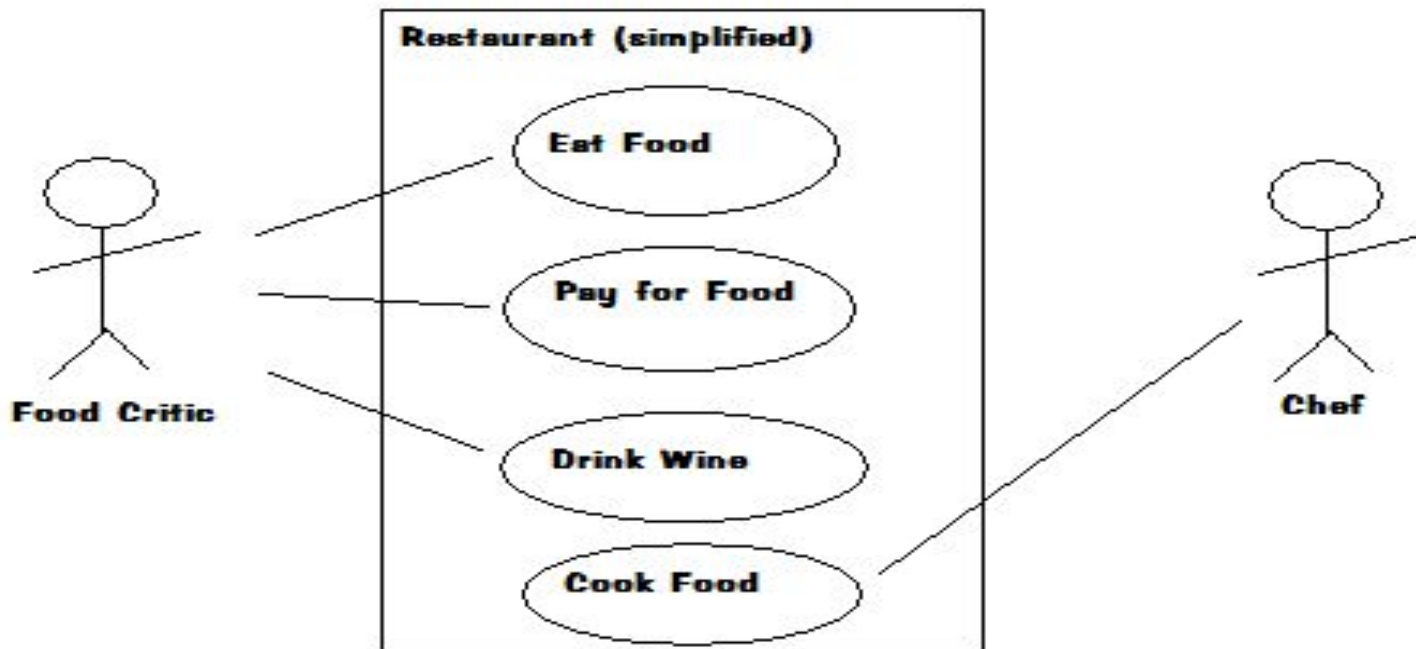 Restaurant (simplified)
Eat Food
Pay for Food
Drink Wine
Cook Food
Food Critic
Chef